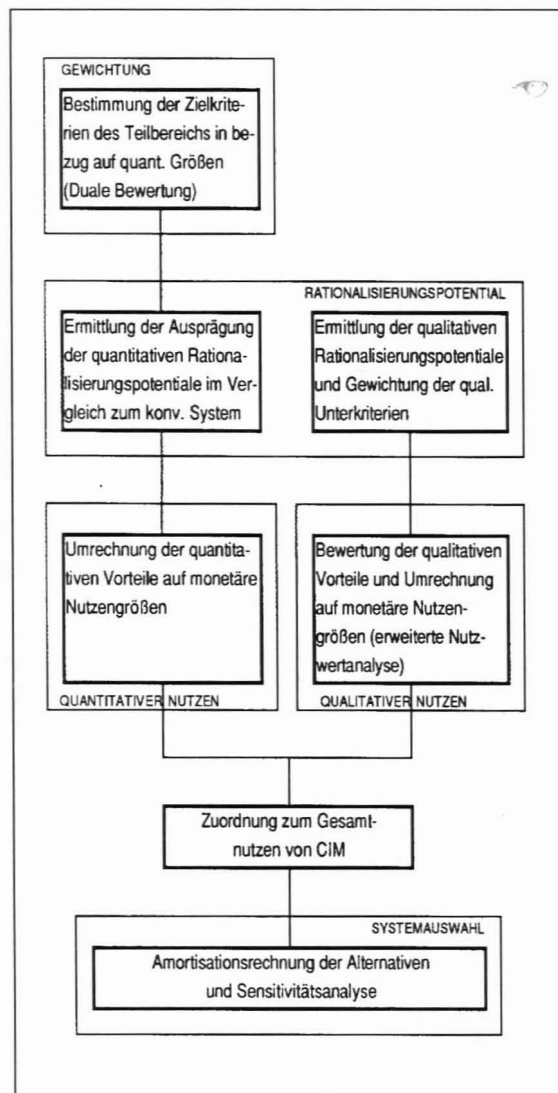 GEWICHTUNG
Bestimmung der Zielkrite-
rien des Teilbereichs in be-
zug auf quant. Größen
(Duale Bewertung)
RATIONALISIERUNGSPOTENTIAL
Ermittlung der Ausprägung
der quantitativen Rationa-
lisierungspotentiale im Ver-
gleich zum konv. System
Ermittlung der qualitativen
Rationalisierungspotentiale
und Gewichtung der qual.
Unterkriterien
Umrechnung der quantita-
tiven Vorteile auf monetäre
Nutzengrößen
QUANTITATIVER NUTZEN
Bewertung der qualitativen
Vorteile und Umrechnung
auf monetäre Nutzen-
größen (erweiterte Nutz-
wertanalyse)
QUALITATIVER NUTZEN
Zuordnung zum Gesamt-
nutzen von CIM
SYSTEMAUSWAHL
Amortisationsrechnung der Alternativen
und Sensitivitätsanalyse